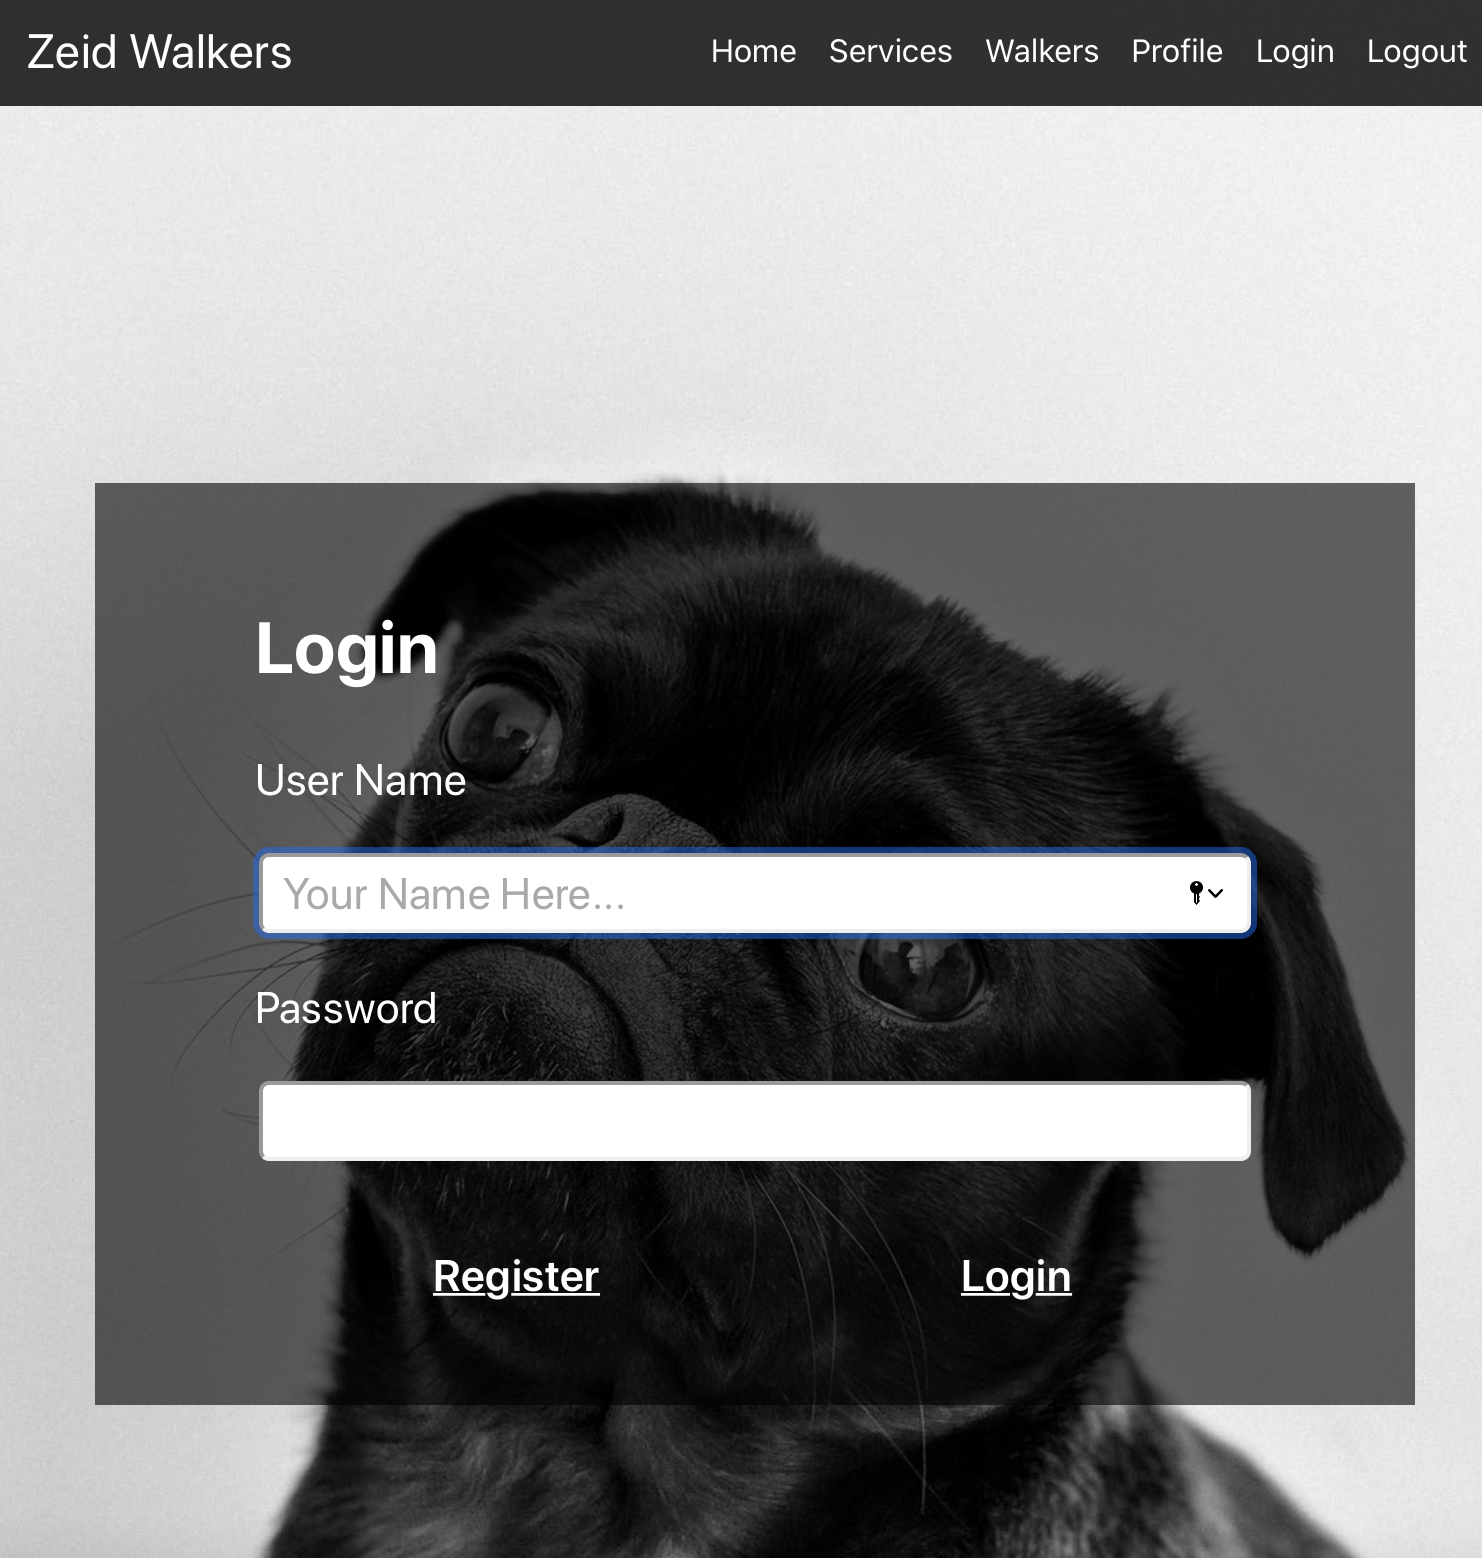 Zeid Walkers
Home Services Walkers Profile Login Logout
Login
User Name
Your Name Here...
Password
Register Login